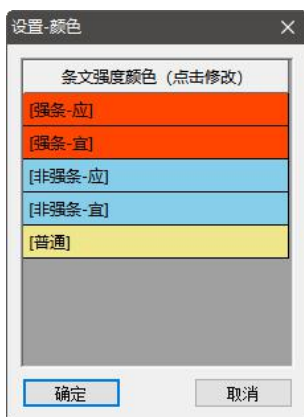 设置-颜色
条文强度颜色（点击修改）
[强条-应]
[强条-宜]
[非强条-应]
[非强条-宜]
[普通]
确定
取消